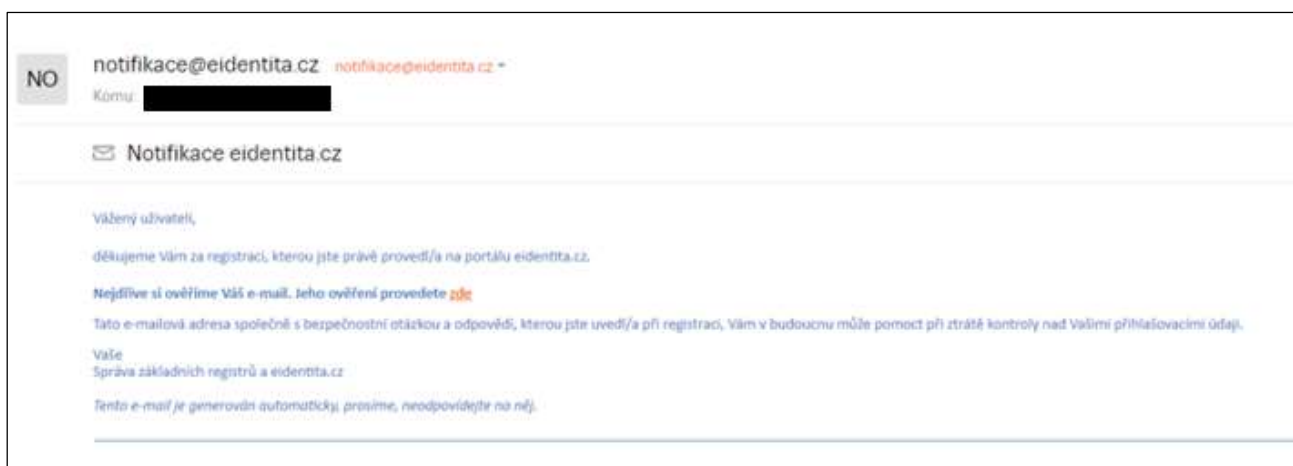 NO
notifikace@eidentita.cz notifikace@eidentita.cz
Komu:
Notifikace eidentita.cz
Vážený uživateli,
děkujeme Vám za registraci, kterou jste právě provedl/a na portálu eidentita.cz.
Nejdříve si ověříme Váš e-mail. Jeho ověření provedete zde
Tato e-mailová adresa společně s bezpečnostní otázkou a odpovědí, kterou jste uvedl/a při registraci, Vám v budoucnu může pomoct při ztrátě kontroly nad Vašimi přihlašovacími údaji.
Vaše
Správa základních registrů a eidentita.cz
Tento e-mail je generován automaticky, prosíme, neodpovídejte na něj.